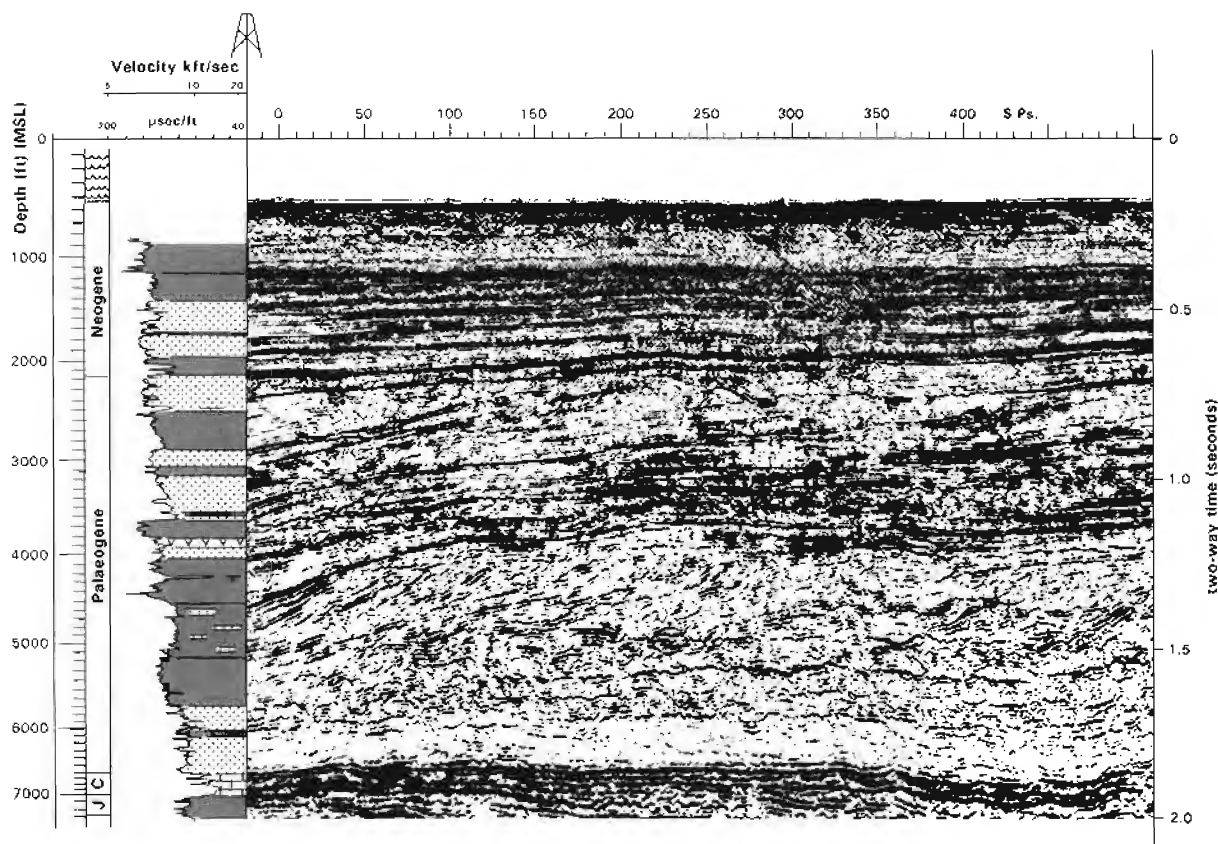 Velocity kft/sec
5 10 20
µsec/ft
200 40
0 50 100 150 200 250 300 350 400 S Ps.
Depth (ft) (MSL)
0
1000
2000
3000
4000
5000
6000
7000
Neogene
Palaeogene
C
J
0
0.5
1.0
1.5
2.0
two-way time (seconds)